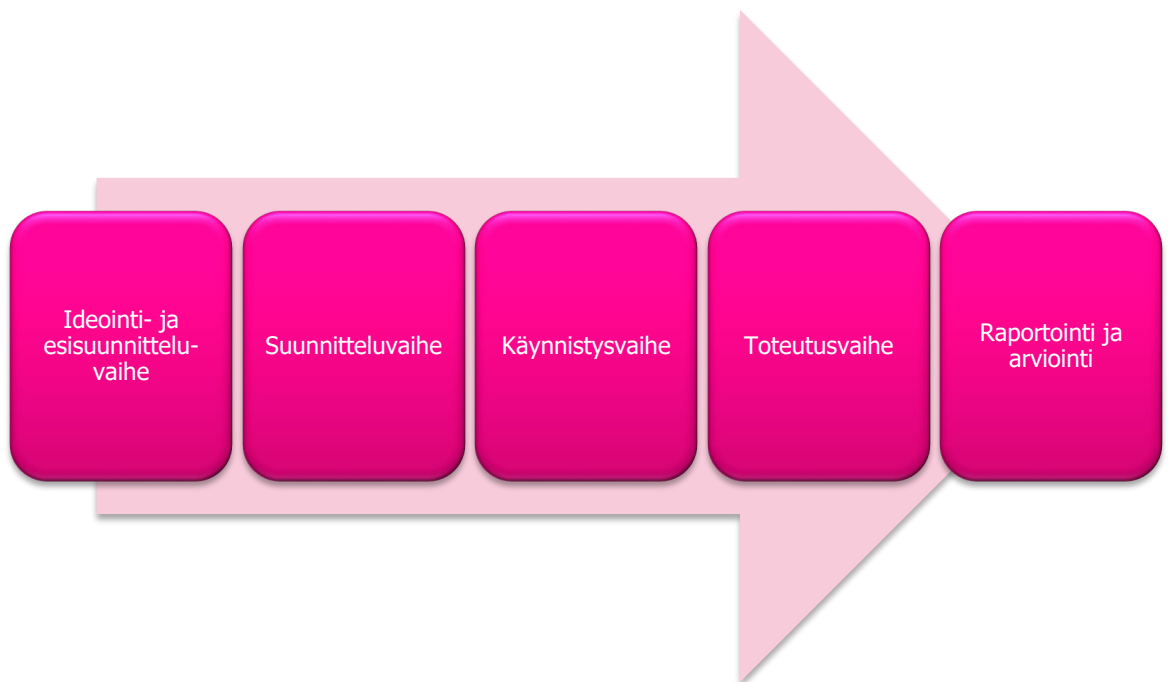 Ideointi- ja
esisuunnittelu-
vaihe
Suunnitteluvaihe
Käynnistysvaihe
Toteutusvaihe
Raportointi ja
arviointi